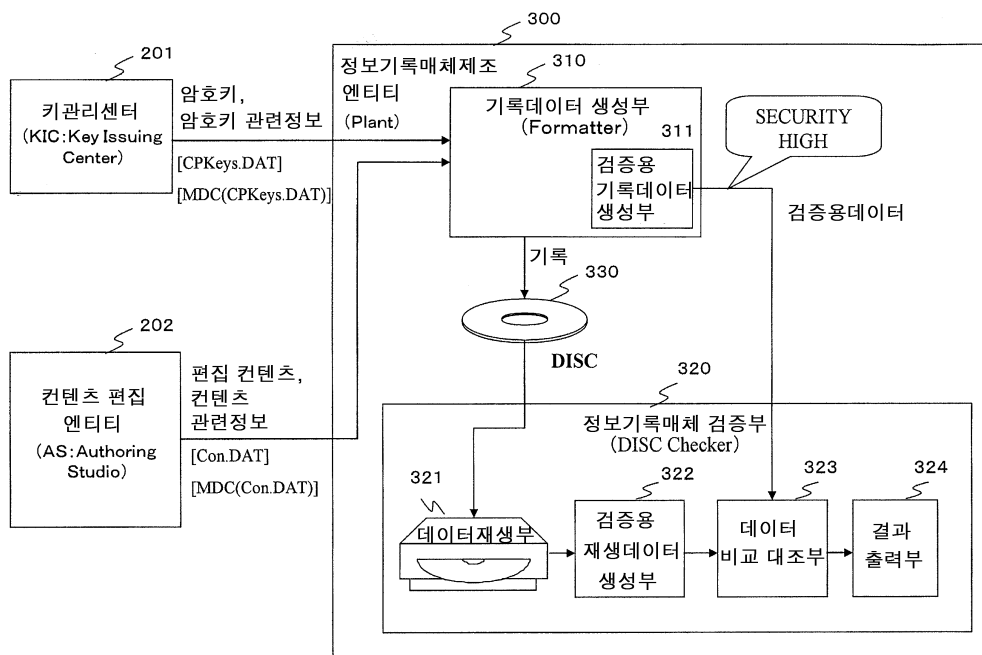 300
201
키관리센터
(KIC:Key Issuing
Center)
암호키,
암호키 관련정보
[CPKeys.DAT]
[MDC(CPKeys.DAT)]
정보기록매체제조
엔티티
(Plant)
310
기록데이터 생성부
(Formatter)
311
검증용
기록데이터
생성부
SECURITY
HIGH
검증용데이터
기록
330
DISC
202
컨텐츠 편집
엔티티
(AS:Authoring
Studio)
편집 컨텐츠,
컨텐츠
관련정보
[Con.DAT]
[MDC(Con.DAT)]
320
정보기록매체 검증부
(DISC Checker)
321
데이터재생부
322
검증용
재생데이터
생성부
323
데이터
비교 대조부
324
결과
출력부